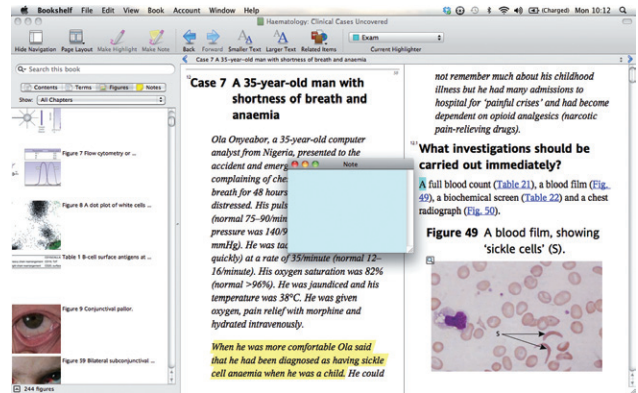 Bookshelf File Edit View Book Account Window Help (Charged) Mon 10:12
Haematology: Clinical Cases Uncovered
Hide Navigation Page Layout Make Highlight Make Note Back Forward Smaller Text Larger Text Related Items Exam Current Highlighter
Search this book
Contents Terms Figures Notes
Show: All Chapters
Figure 7 Flow cytometry or ...
Figure 8 A dot plot of white cells ...
Table 1 B-cell surface antigens at ...
Figure 9 Conjunctival pallor.
Figure 39 Bilateral subconjunctival ...
244 figures
Case 7 A 35-year-old man with shortness of breath and anaemia
Case 7 A 35-year-old man with
shortness of breath and
anaemia
Ola Onyeabor, a 35-year-old computer
analyst from Nigeria, presented to the
accident and emerg
complaining of che
breath for 48 hours
distressed. His puls
(normal 75–90/min
pressure was 140/9
mmHg). He was tac
quickly) at a rate of 35/minute (normal 12–
16/minute). His oxygen saturation was 82%
(normal >96%). He was jaundiced and his
temperature was 38°C. He was given
oxygen, pain relief with morphine and
hydrated intravenously.
When he was more comfortable Ola said
that he had been diagnosed as having sickle
cell anaemia when he was a child. He could
Note
not remember much about his childhood
illness but he had many admissions to
hospital for 'painful crises' and had become
dependent on opioid analgesics (narcotic
pain-relieving drugs).
What investigations should be
carried out immediately?
A full blood count (Table 21), a blood film (Fig.
49), a biochemical screen (Table 22) and a chest
radiograph (Fig. 50).
Figure 49 A blood film, showing
'sickle cells' (S).
S